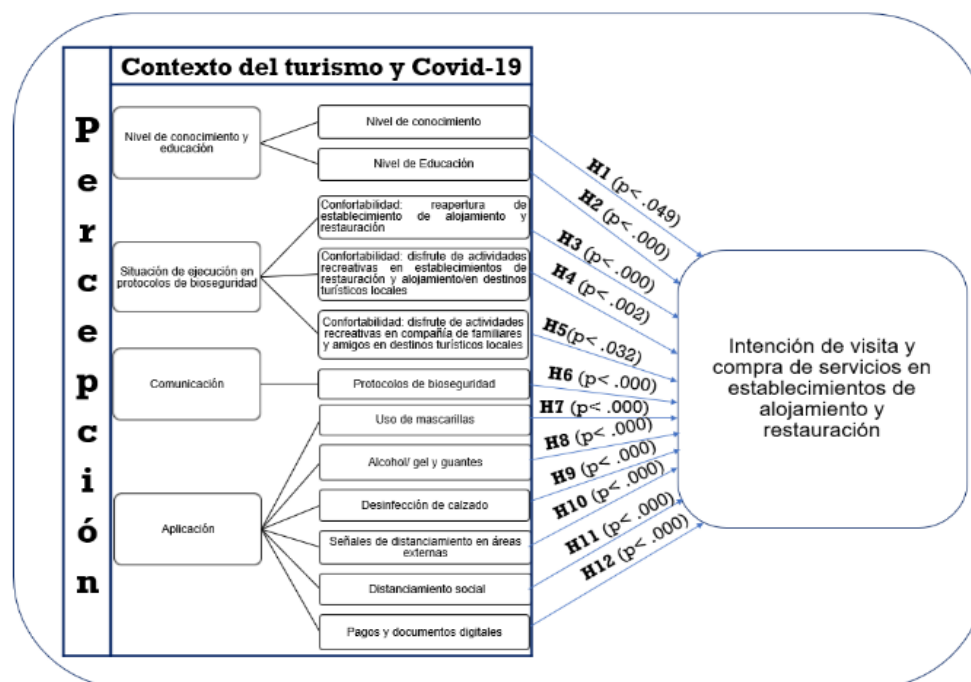 Contexto del turismo y Covid-19
Percepción
Nivel de conocimiento y
educación
Nivel de conocimiento
Nivel de Educación
Situación de ejecución en
protocolos de bioseguridad
Confortabilidad: reapertura de
establecimiento de alojamiento y
restauración
Confortabilidad: disfrute de actividades
recreativas en establecimientos de
restauración y alojamiento/en destinos
turísticos locales
Confortabilidad: disfrute de actividades
recreativas en compañía de familiares
y amigos en destinos turísticos locales
Comunicación
Protocolos de bioseguridad
Aplicación
Uso de mascarillas
Alcohol/ gel y guantes
Desinfección de calzado
Señales de distanciamiento en áreas
externas
Distanciamiento social
Pagos y documentos digitales
H1 (p< .049)
H2 (p< .000)
H3 (p< .000)
H4 (p< .002)
H5(p< .032)
H6 (p< .000)
H7 (p< .000)
H8 (p< .000)
H9 (p< .000)
H10 (p< .000)
H11 (p< .000)
H12 (p< .000)
Intención de visita y
compra de servicios en
establecimientos de
alojamiento y
restauración